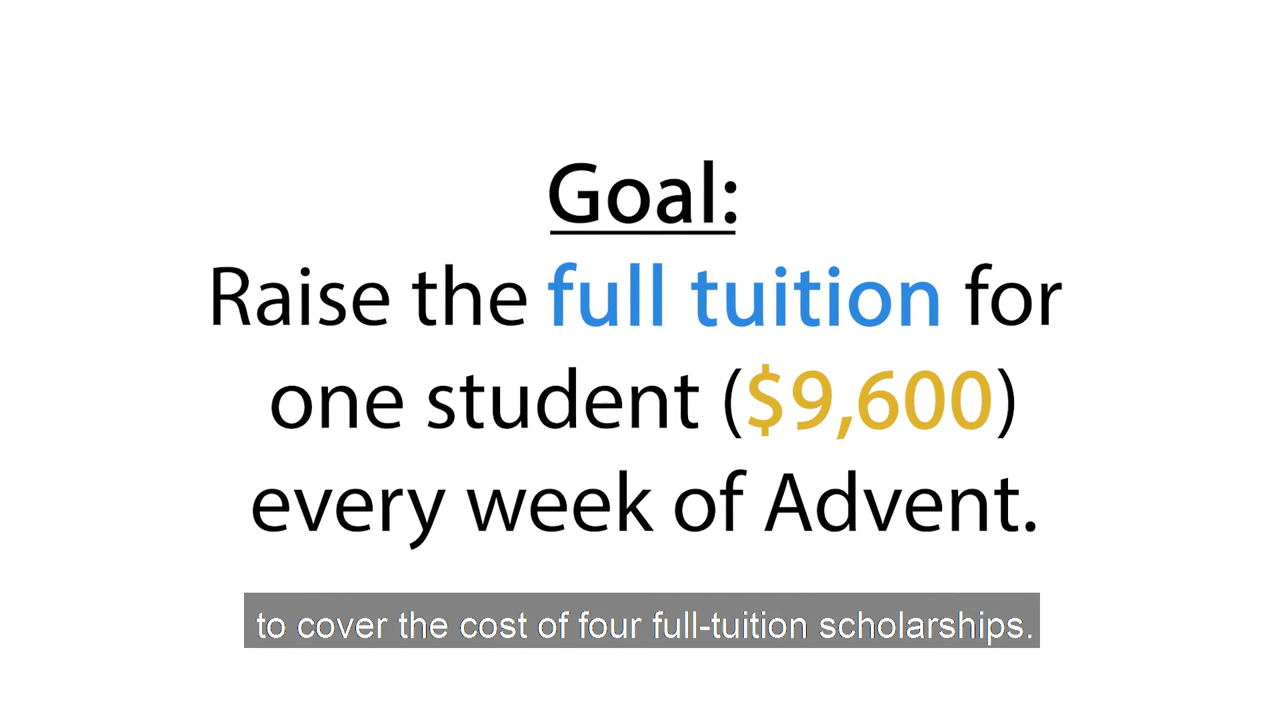 Goal:
Raise the full tuition for
one student ($9,600)
every week of Advent.
to cover the cost of four full-tuition scholarships.